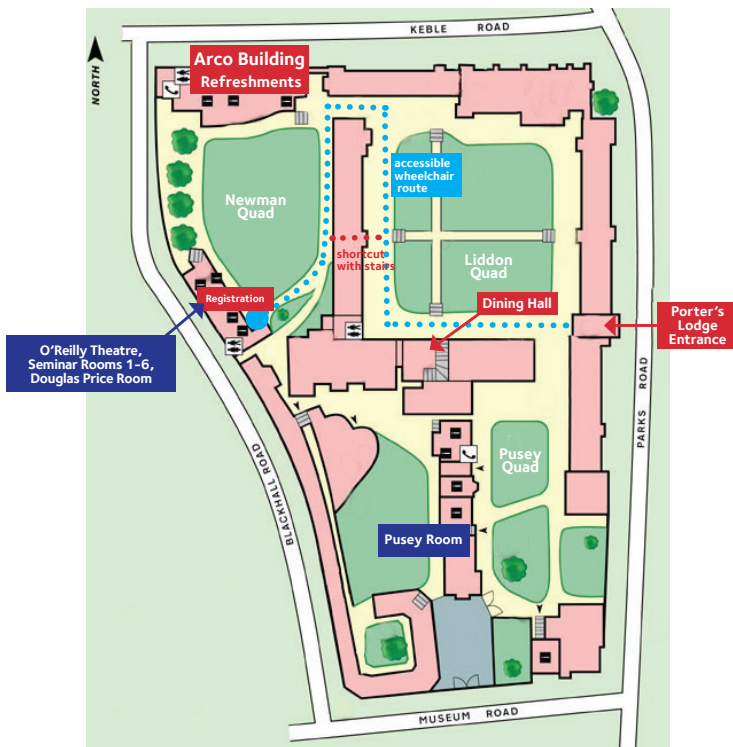 KEBLE ROAD
NORTH
Arco Building
Refreshments
accessible
wheelchair
route
Newman
Quad
shortcut
with stairs
Liddon
Quad
Registration
Dining Hall
Porter's
Lodge
Entrance
O'Reilly Theatre,
Seminar Rooms 1-6,
Douglas Price Room
PARKS ROAD
BLACKHALL ROAD
Pusey
Quad
Pusey Room
MUSEUM ROAD